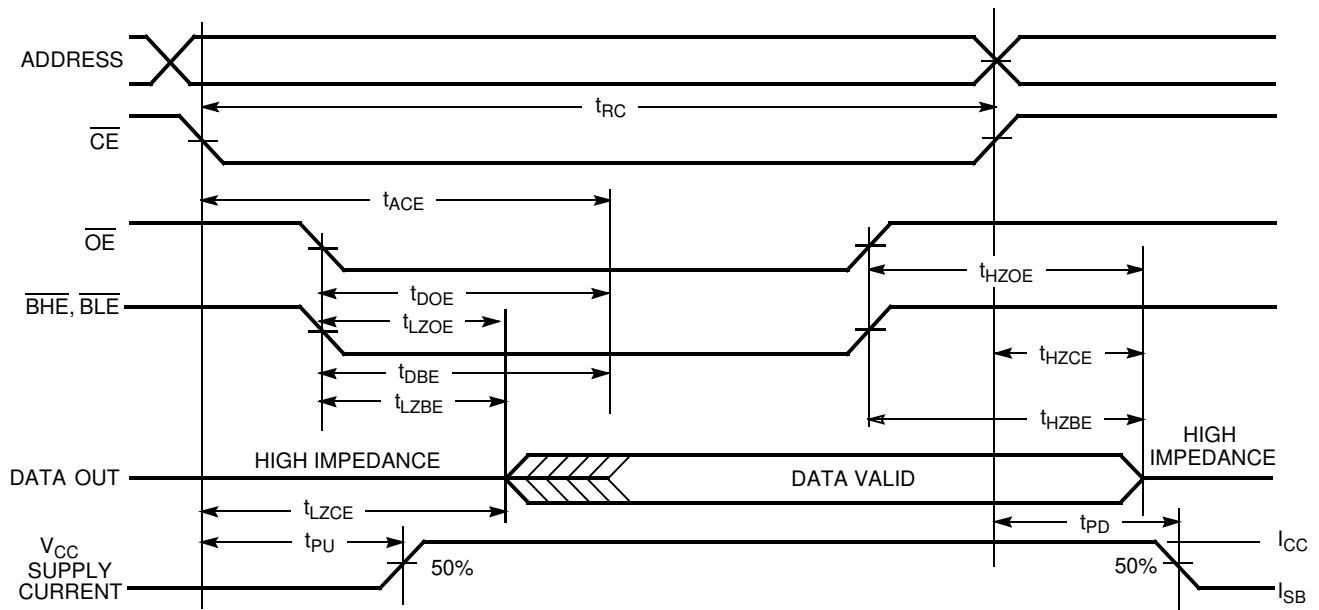 ADDRESS
tRC
CE
tACE
OE
tHZOE
tDOE
BHE, BLE
tLZOE
tHZCE
tDBE
tLZBE
tHZBE
HIGH
IMPEDANCE
HIGH IMPEDANCE
DATA OUT
DATA VALID
tLZCE
tPD
tPU
VCC
SUPPLY
CURRENT
50%
50%
ICC
ISB